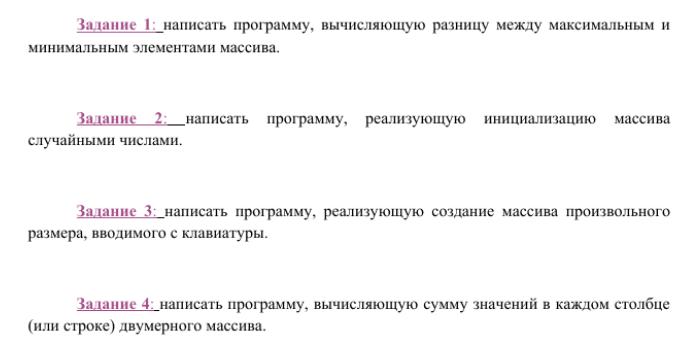 Задание 1: написать программу, вычисляющую разницу между максимальным и
минимальным элементами массива.
Задание 2: написать программу, реализующую инициализацию массива
случайными числами.
Задание 3: написать программу, реализующую создание массива произвольного
размера, вводимого с клавиатуры.
Задание 4: написать программу, вычисляющую сумму значений в каждом столбце
(или строке) двумерного массива.